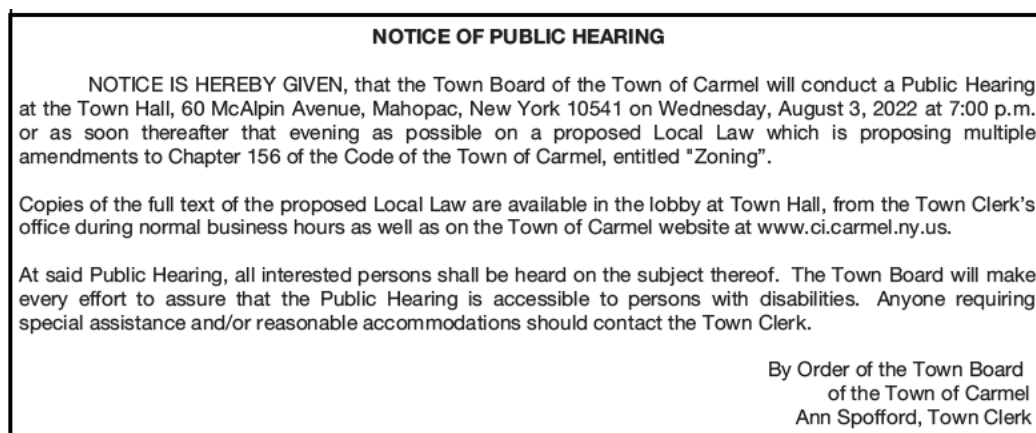 NOTICE OF PUBLIC HEARING
NOTICE IS HEREBY GIVEN, that the Town Board of the Town of Carmel will conduct a Public Hearing
at the Town Hall, 60 McAlpin Avenue, Mahopac, New York 10541 on Wednesday, August 3, 2022 at 7:00 p.m.
or as soon thereafter that evening as possible on a proposed Local Law which is proposing multiple
amendments to Chapter 156 of the Code of the Town of Carmel, entitled "Zoning”.
Copies of the full text of the proposed Local Law are available in the lobby at Town Hall, from the Town Clerk’s
office during normal business hours as well as on the Town of Carmel website at www.ci.carmel.ny.us.
At said Public Hearing, all interested persons shall be heard on the subject thereof. The Town Board will make
every effort to assure that the Public Hearing is accessible to persons with disabilities. Anyone requiring
special assistance and/or reasonable accommodations should contact the Town Clerk.
By Order of the Town Board
of the Town of Carmel
Ann Spofford, Town Clerk